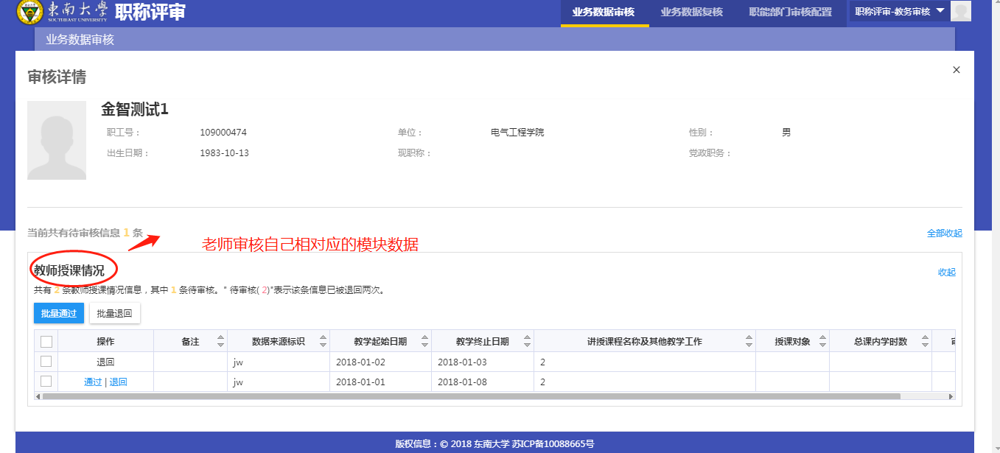 東南大學 SOUTHEAST UNIVERSITY 职称评审 业务数据审核 业务数据复核 职能部门审核配置 职称评审-教务审核
业务数据审核
审核详情 ×
金智测试1
职工号： 109000474 单位： 电气工程学院 性别： 男
出生日期： 1983-10-13 现职称： 党政职务：
当前共有待审核信息 1 条 全部收起
老师审核自己相对应的模块数据
教师授课情况 收起
共有 2 条教师授课情况信息，其中 1 条待审核。" 待审核( 2)"表示该条信息已被退回两次。
批量通过 批量退回
操作 备注 数据来源标识 教学起始日期 教学终止日期 讲授课程名称及其他教学工作 授课对象 总课内学时数
退回 jw 2018-01-02 2018-01-03 2
通过 | 退回 jw 2018-01-01 2018-01-08 2
版权信息：© 2018 东南大学 苏ICP备10088665号